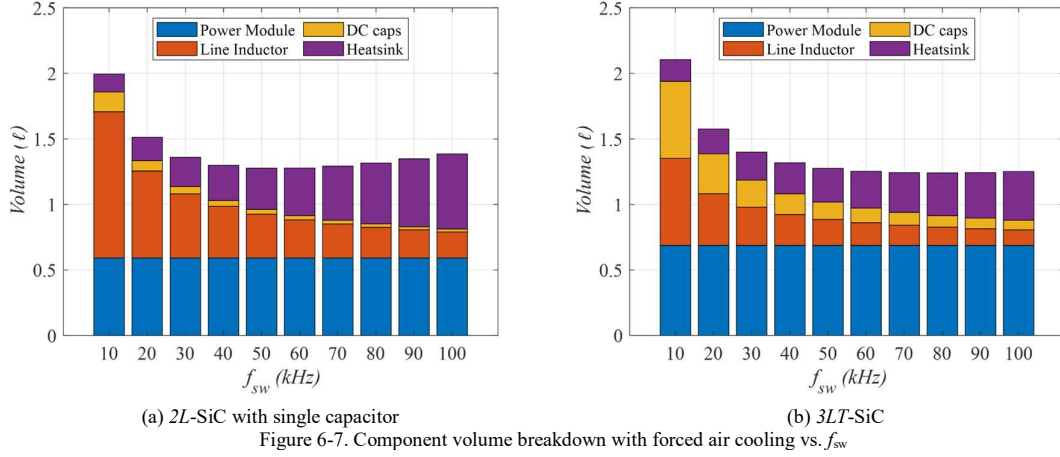 2.5
2
1.5
1
0.5
0
Volume (ℓ)
Power Module
DC caps
Line Inductor
Heatsink
10 20 30 40 50 60 70 80 90 100
f_sw (kHz)
(a) 2L-SiC with single capacitor
2.5
2
1.5
1
0.5
0
Volume (ℓ)
Power Module
DC caps
Line Inductor
Heatsink
10 20 30 40 50 60 70 80 90 100
f_sw (kHz)
(b) 3LT-SiC
Figure 6-7. Component volume breakdown with forced air cooling vs. f_sw